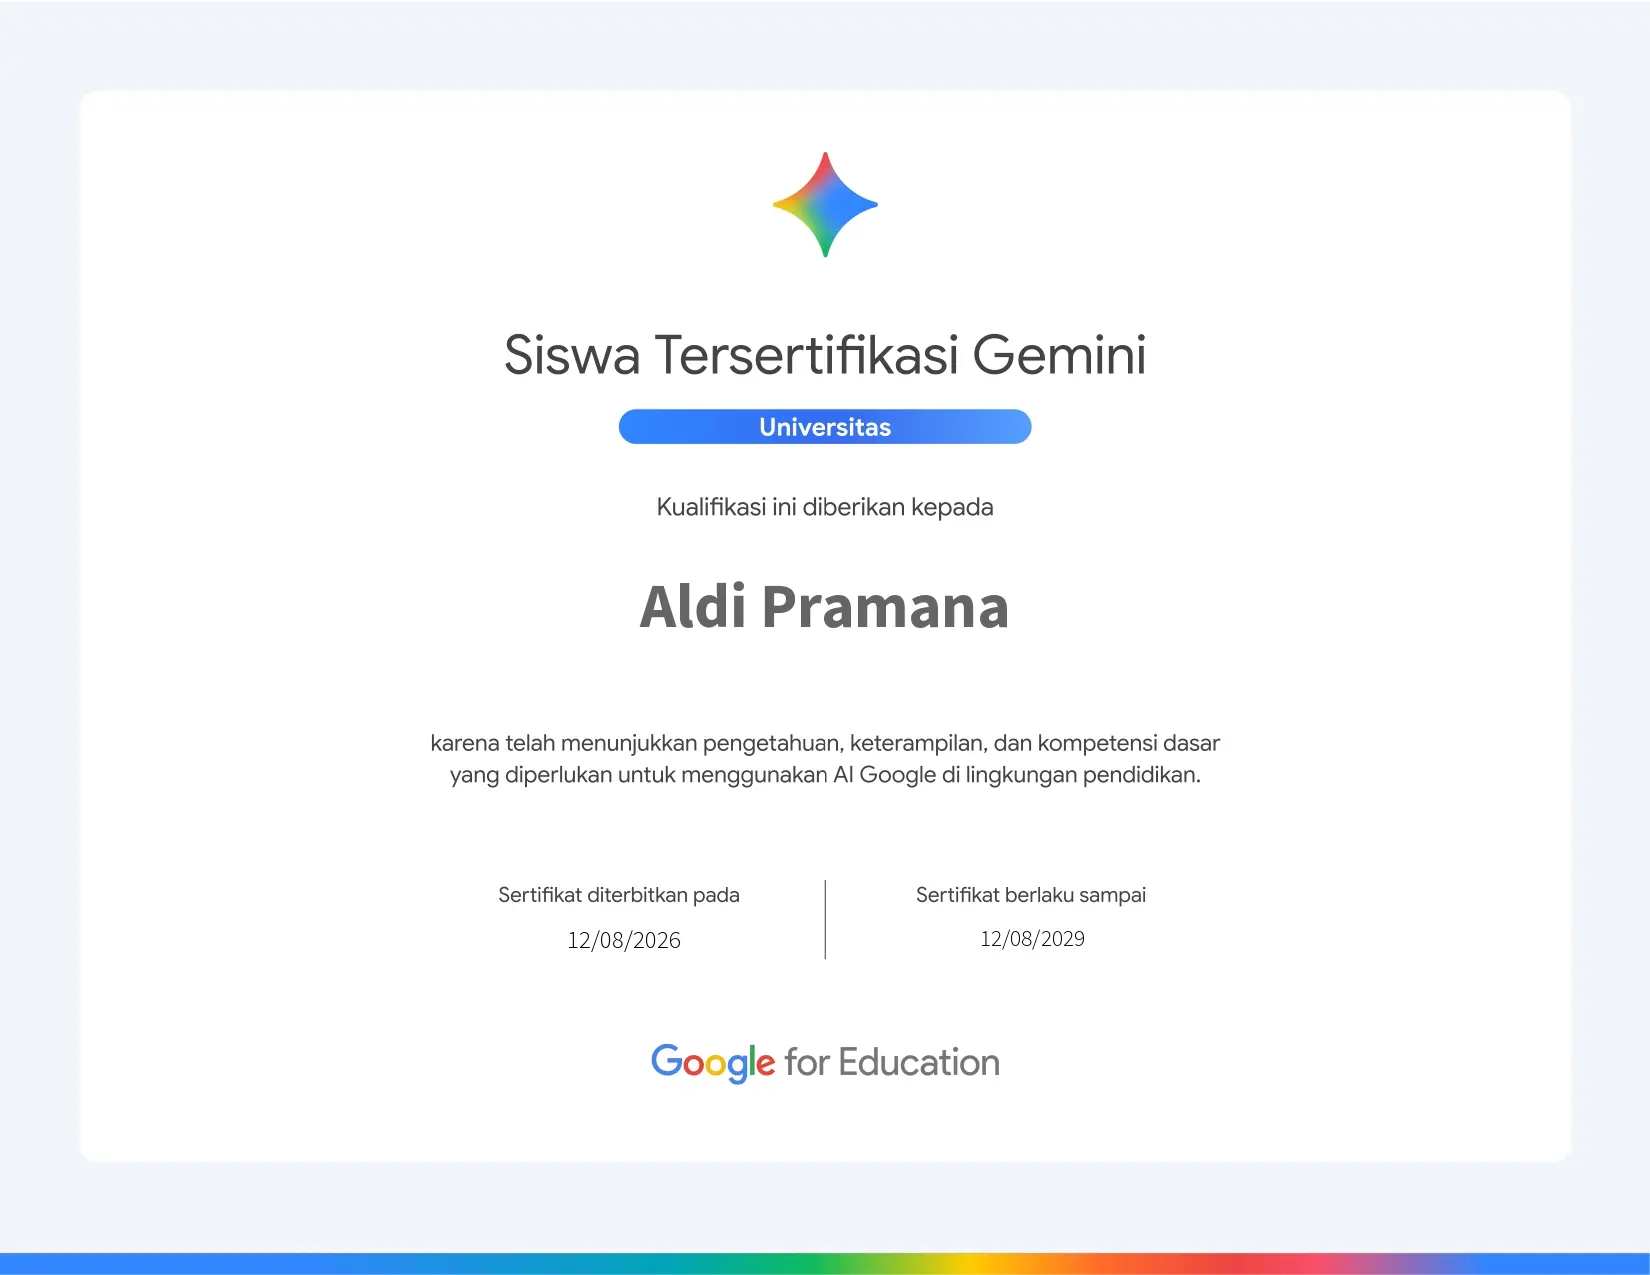 Siswa Tersertifikasi Gemini
Universitas
Kualifikasi ini diberikan kepada
Aldi Pramana
karena telah menunjukkan pengetahuan, keterampilan, dan kompetensi dasar
yang diperlukan untuk menggunakan AI Google di lingkungan pendidikan.
Sertifikat diterbitkan pada
12/08/2026
Sertifikat berlaku sampai
12/08/2029
Google for Education